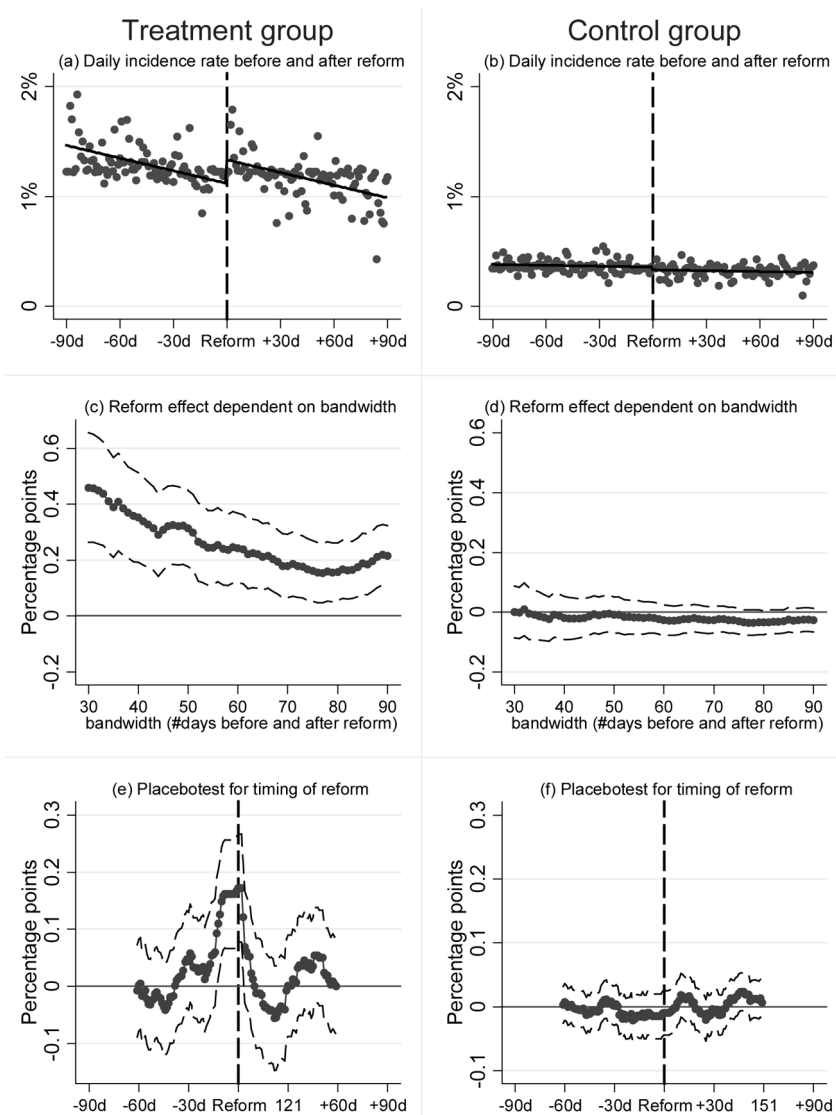 Treatment group
Control group
(a) Daily incidence rate before and after reform
(b) Daily incidence rate before and after reform
2%
1%
0
-90d -60d -30d Reform +30d +60d +90d
2%
1%
0
-90d -60d -30d Reform +30d +60d +90d
(c) Reform effect dependent on bandwidth
(d) Reform effect dependent on bandwidth
Percentage points
0.6
0.4
0.2
0
-0.2
30 40 50 60 70 80 90
bandwidth (#days before and after reform)
Percentage points
0.6
0.4
0.2
0
-0.2
30 40 50 60 70 80 90
bandwidth (#days before and after reform)
(e) Placebotest for timing of reform
(f) Placebotest for timing of reform
Percentage points
0.3
0.2
0.1
0
-0.1
-90d -60d -30d Reform 121 +60d +90d
Percentage points
0.3
0.2
0.1
0
-0.1
-90d -60d -30d Reform +30d 151 +90d